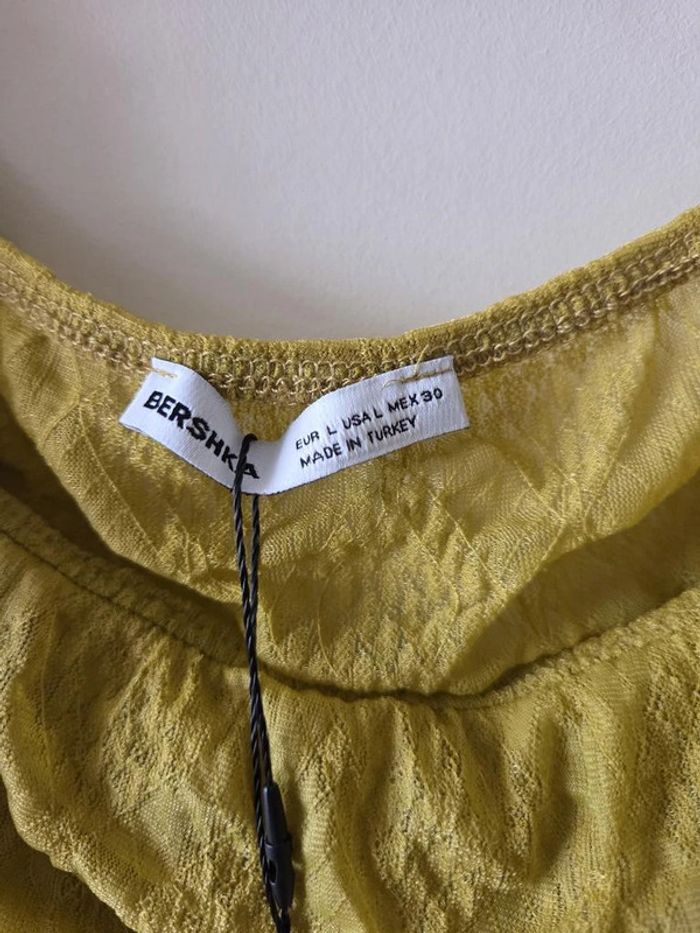 BERSHKA
EUR L USA L MEX 30
MADE IN TURKEY